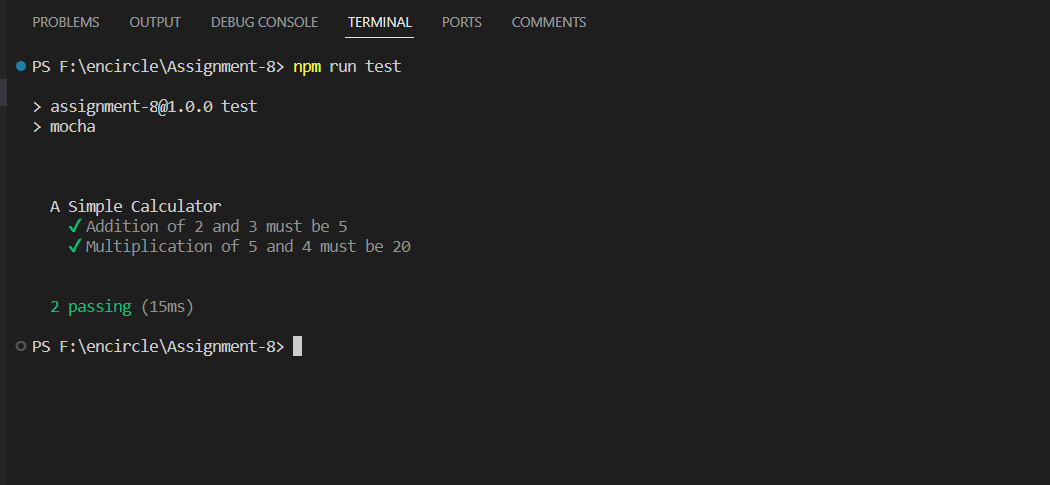 PROBLEMS OUTPUT DEBUG CONSOLE TERMINAL PORTS COMMENTS
PS F:\encircle\Assignment-8> npm run test
> assignment-8@1.0.0 test
> mocha
A Simple Calculator
✓ Addition of 2 and 3 must be 5
✓ Multiplication of 5 and 4 must be 20
2 passing (15ms)
PS F:\encircle\Assignment-8>